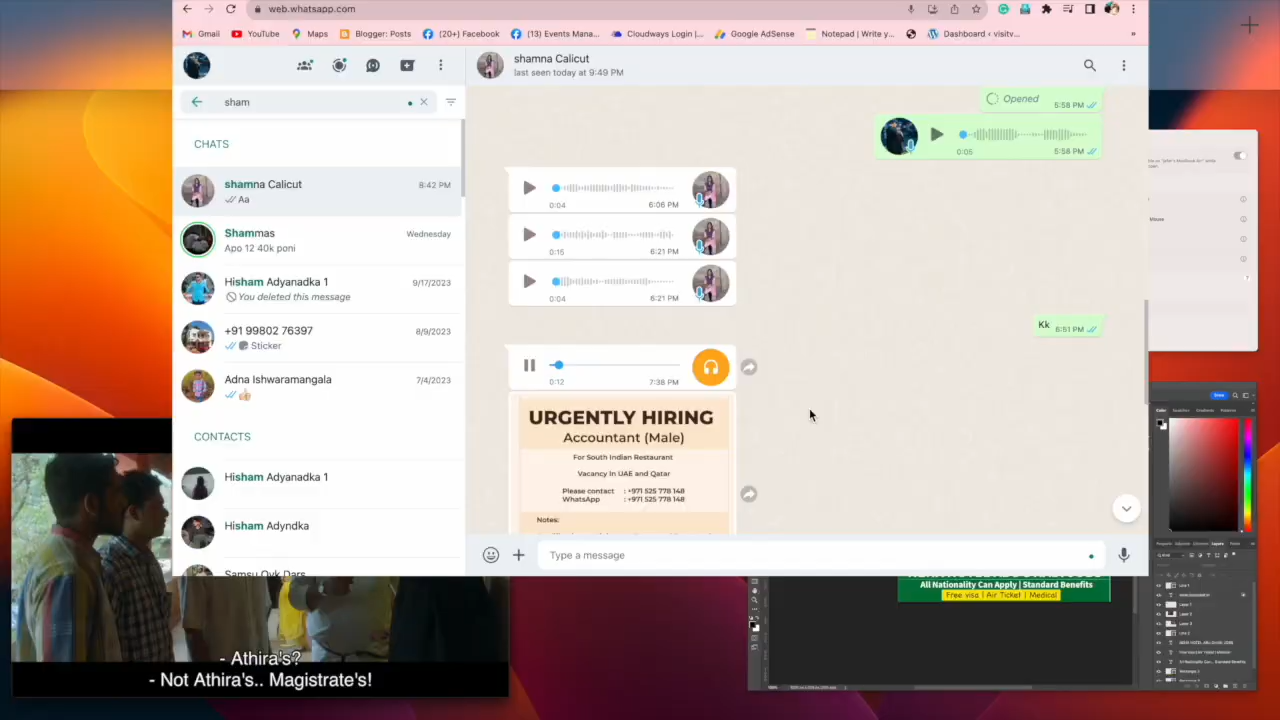 web.whatsapp.com
Gmail
YouTube
Maps
Blogger: Posts
(20+) Facebook
(13) Events Mana...
Cloudways Login |...
Google AdSense
Notepad | Write y...
Dashboard ‹ visitv...
»
sham
CHATS
shamna Calicut
8:42 PM
Aa
Shammas
Wednesday
Apo 12 40k poni
Hisham Adyanadka 1
9/17/2023
You deleted this message
+91 99802 76397
8/9/2023
Sticker
Adna Ishwaramangala
7/4/2023
CONTACTS
Hisham Adyanadka 1
Hisham Adyndka
Samsu Ovk Dars
shamna Calicut
last seen today at 9:49 PM
Opened
5:58 PM
0:05
5:58 PM
0:04
6:06 PM
0:15
6:21 PM
0:04
6:21 PM
Kk
6:51 PM
0:12
7:38 PM
URGENTLY HIRING
Accountant (Male)
For South Indian Restaurant
Vacancy In UAE and Qatar
Please contact : +971 525 778 148
WhatsApp : +971 525 778 148
Notes:
Type a message
All Nationality Can Apply | Standard Benefits
Free visa | Air Ticket | Medical
- Athira's?
- Not Athira's.. Magistrate's!
Mouse
Color
Layers